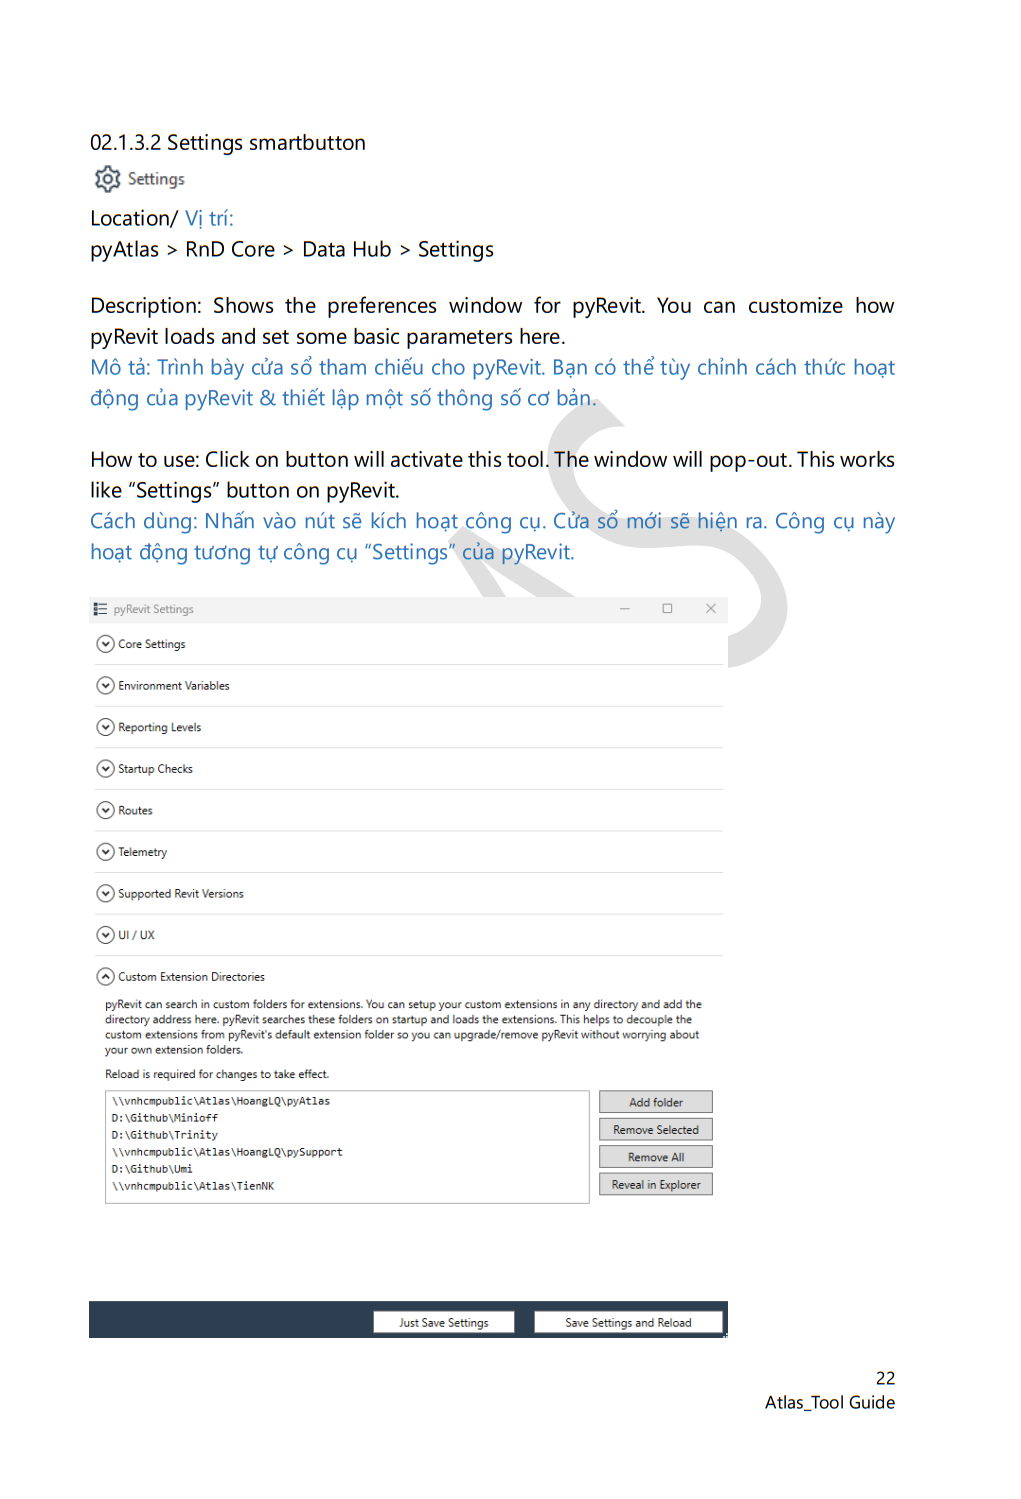 02.1.3.2 Settings smartbutton
Settings
Location/ Vị trí:
pyAtlas > RnD Core > Data Hub > Settings
Description: Shows the preferences window for pyRevit. You can customize how
pyRevit loads and set some basic parameters here.
Mô tả: Trình bày cửa sổ tham chiếu cho pyRevit. Bạn có thể tùy chỉnh cách thức hoạt
động của pyRevit & thiết lập một số thông số cơ bản.
How to use: Click on button will activate this tool. The window will pop-out. This works
like “Settings” button on pyRevit.
Cách dùng: Nhấn vào nút sẽ kích hoạt công cụ. Cửa sổ mới sẽ hiện ra. Công cụ này
hoạt động tương tự công cụ “Settings” của pyRevit.
pyRevit Settings
Core Settings
Environment Variables
Reporting Levels
Startup Checks
Routes
Telemetry
Supported Revit Versions
UI / UX
Custom Extension Directories
pyRevit can search in custom folders for extensions. You can setup your custom extensions in any directory and add the
directory address here. pyRevit searches these folders on startup and loads the extensions. This helps to decouple the
custom extensions from pyRevit's default extension folder so you can upgrade/remove pyRevit without worrying about
your own extension folders.
Reload is required for changes to take effect.
\\vnhcmpublic\Atlas\HoangLQ\pyAtlas
D:\Github\Minioff
D:\Github\Trinity
\\vnhcmpublic\Atlas\HoangLQ\pySupport
D:\Github\Umi
\\vnhcmpublic\Atlas\TienNK
Add folder
Remove Selected
Remove All
Reveal in Explorer
Just Save Settings
Save Settings and Reload
22
Atlas_Tool Guide